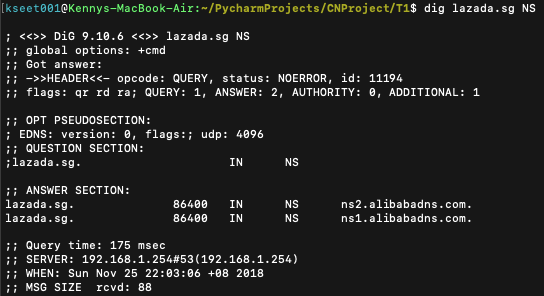 [kseet001@Kennys-MacBook-Air:~/PycharmProjects/CNProject/T1$ dig lazada.sg NS
; <<>> DiG 9.10.6 <<>> lazada.sg NS
;; global options: +cmd
;; Got answer:
;; ->>HEADER<<- opcode: QUERY, status: NOERROR, id: 11194
;; flags: qr rd ra; QUERY: 1, ANSWER: 2, AUTHORITY: 0, ADDITIONAL: 1
;; OPT PSEUDOSECTION:
; EDNS: version: 0, flags:; udp: 4096
;; QUESTION SECTION:
;lazada.sg. IN NS
;; ANSWER SECTION:
lazada.sg. 86400 IN NS ns2.alibabadns.com.
lazada.sg. 86400 IN NS ns1.alibabadns.com.
;; Query time: 175 msec
;; SERVER: 192.168.1.254#53(192.168.1.254)
;; WHEN: Sun Nov 25 22:03:06 +08 2018
;; MSG SIZE rcvd: 88